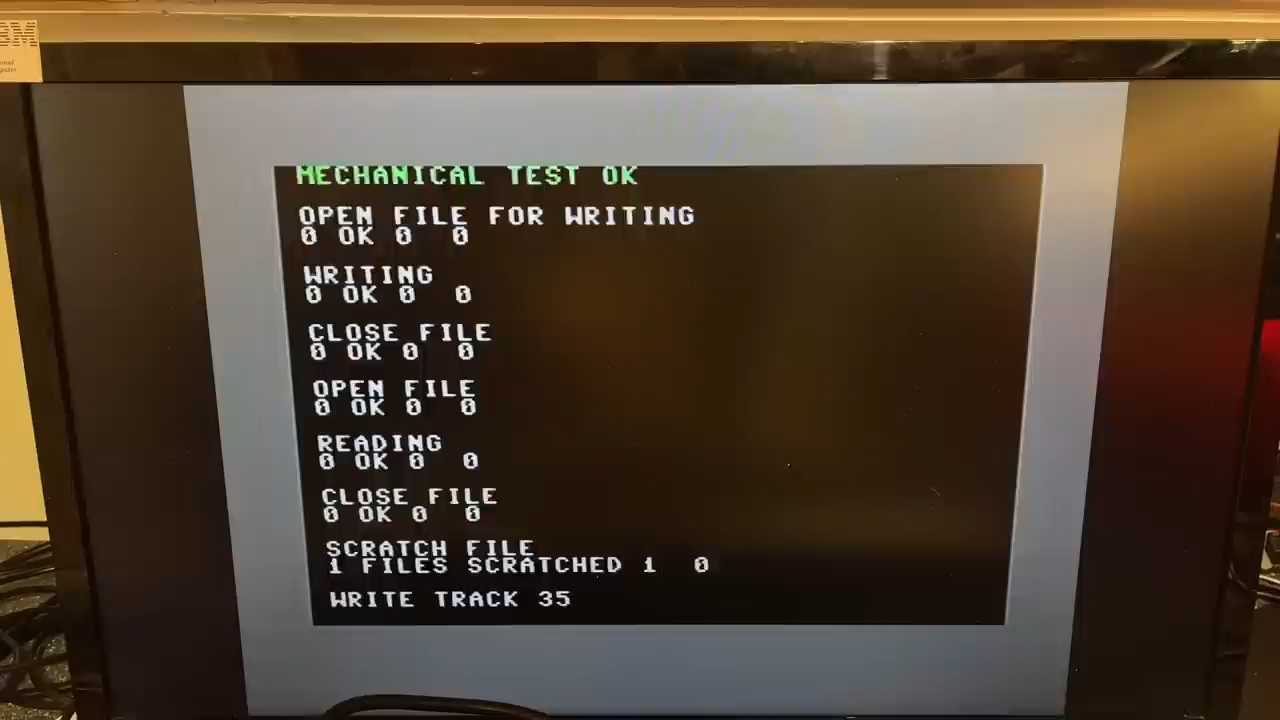 MECHANICAL TEST OK
OPEN FILE FOR WRITING
0 OK 0  0
WRITING
0 OK 0  0
CLOSE FILE
0 OK 0  0
OPEN FILE
0 OK 0  0
READING
0 OK 0  0
CLOSE FILE
0 OK 0  0
SCRATCH FILE
1 FILES SCRATCHED 1  0
WRITE TRACK 35